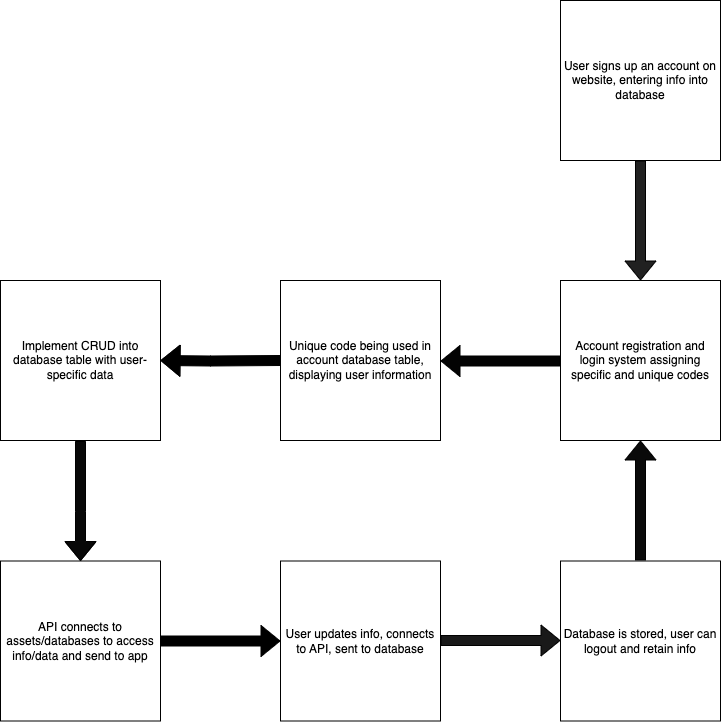 User signs up an account on
website, entering info into
database
Implement CRUD into
database table with user-
specific data
Unique code being used in
account database table,
displaying user information
Account registration and
login system assigning
specific and unique codes
API connects to
assets/databases to access
info/data and send to app
User updates info, connects
to API, sent to database
Database is stored, user can
logout and retain info